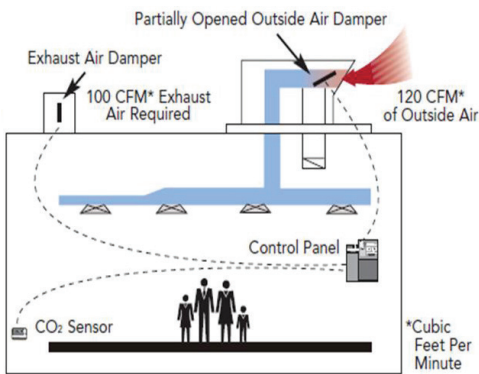 Partially Opened Outside Air Damper
Exhaust Air Damper
100 CFM* Exhaust
Air Required
120 CFM*
of Outside Air
Control Panel
CO₂ Sensor
*Cubic
Feet Per
Minute